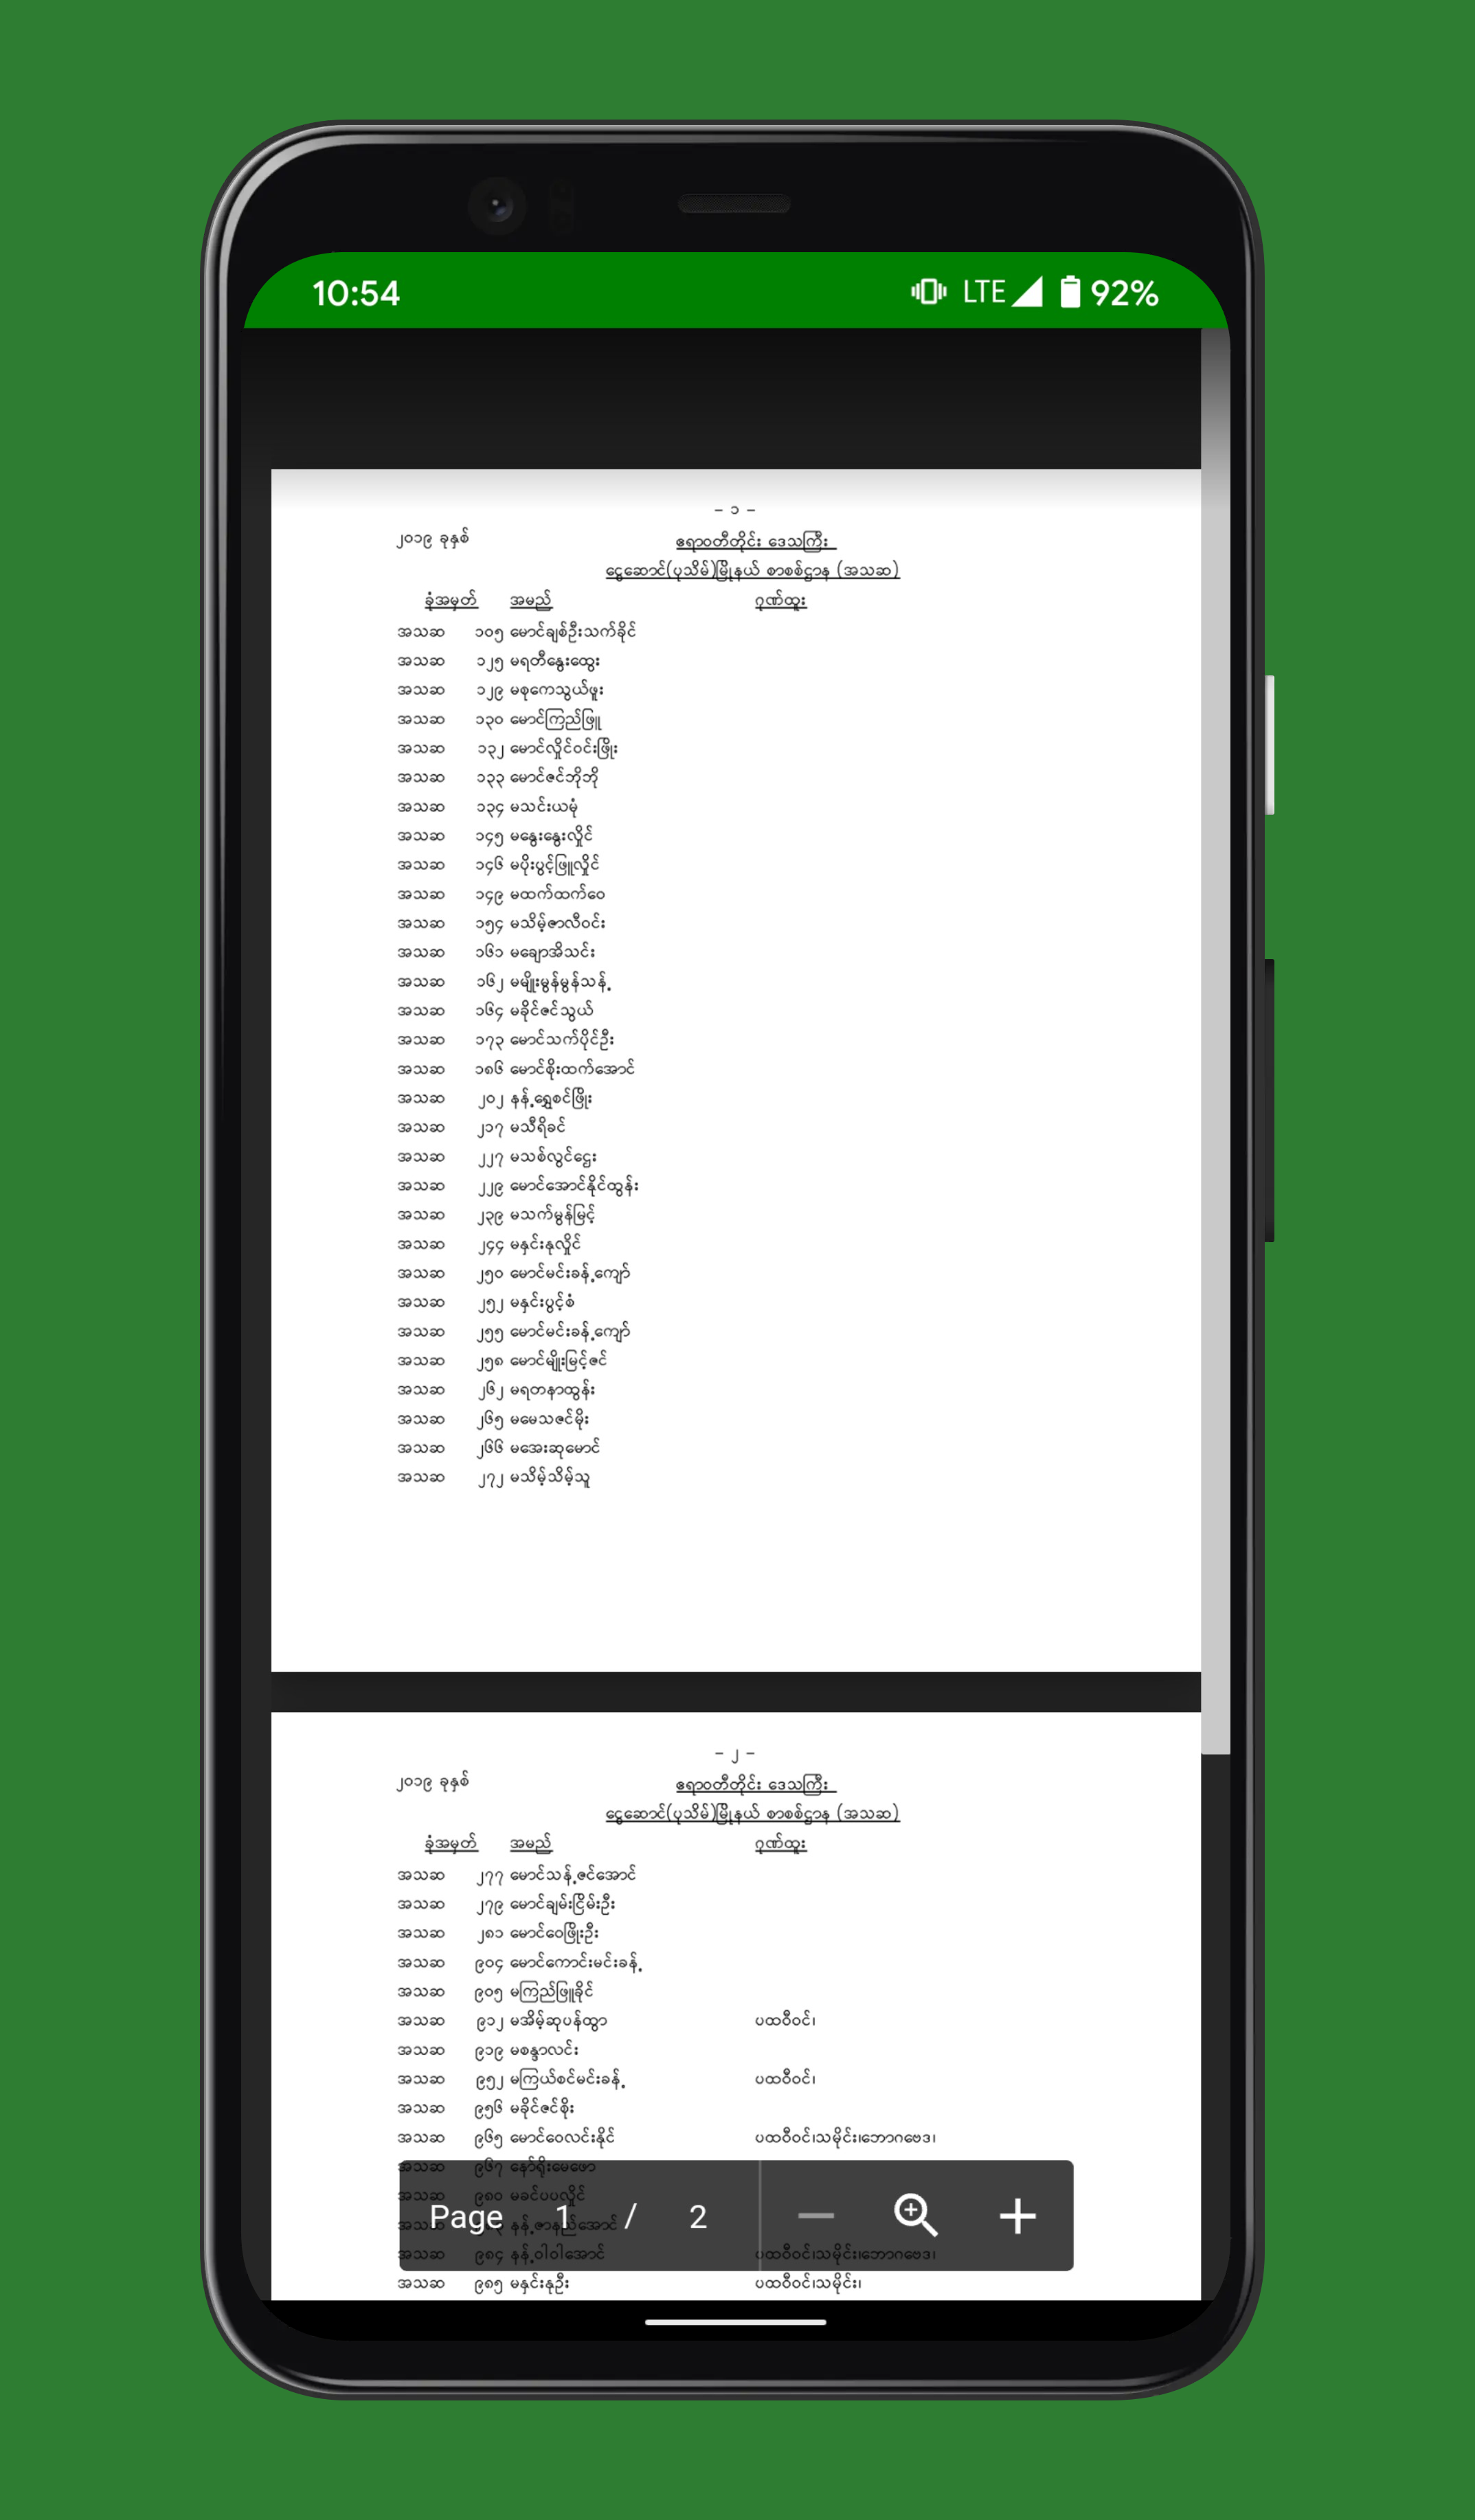 10:54 LTE 92%
– ၁ –
၂၀၁၉ ခုနှစ် ဧရာဝတီတိုင်း ဒေသကြီး
ငွေဆောင်(ပုသိမ်)မြို့နယ် စာစစ်ဌာန (အသဆ)
ခုံအမှတ် အမည် ဂုဏ်ထူး
အသဆ ၁၀၅ မောင်ချစ်ဦးသက်ခိုင်
အသဆ ၁၂၅ မရတီနွေးထွေး
အသဆ ၁၂၉ မစုကေသွယ်ဖူး
အသဆ ၁၃၀ မောင်ကြည်ဖြူ
အသဆ ၁၃၂ မောင်လှိုင်ဝင်းဖြိုး
အသဆ ၁၃၃ မောင်ဇင်ဘိုဘို
အသဆ ၁၃၄ မသင်းယမုံ
အသဆ ၁၄၅ မနွေးနွေးလှိုင်
အသဆ ၁၄၆ မပိုးပွင့်ဖြူလှိုင်
အသဆ ၁၄၉ မထက်ထက်ဝေ
အသဆ ၁၅၄ မသိမ့်ဇာလီဝင်း
အသဆ ၁၆၁ မချောအိသင်း
အသဆ ၁၆၂ မမျိုးမွန်မွန်သန့်
အသဆ ၁၆၄ မခိုင်ဇင်သွယ်
အသဆ ၁၇၃ မောင်သက်ပိုင်ဦး
အသဆ ၁၈၆ မောင်စိုးထက်အောင်
အသဆ ၂၀၂ နန့်ရွှေစင်ဖြိုး
အသဆ ၂၁၇ မသီရိခင်
အသဆ ၂၂၇ မသစ်လွင်ဌေး
အသဆ ၂၂၉ မောင်အောင်နိုင်ထွန်း
အသဆ ၂၃၉ မသက်မွန်မြင့်
အသဆ ၂၄၄ မနှင်းနုလှိုင်
အသဆ ၂၅၀ မောင်မင်းခန့်ကျော်
အသဆ ၂၅၂ မနှင်းပွင့်စံ
အသဆ ၂၅၅ မောင်မင်းခန့်ကျော်
အသဆ ၂၅၈ မောင်မျိုးမြင့်ဇင်
အသဆ ၂၆၂ မရတနာထွန်း
အသဆ ၂၆၅ မမေသဇင်မိုး
အသဆ ၂၆၆ မအေးဆုမောင်
အသဆ ၂၇၂ မသိမ့်သိမ့်သူ
– ၂ –
၂၀၁၉ ခုနှစ် ဧရာဝတီတိုင်း ဒေသကြီး
ငွေဆောင်(ပုသိမ်)မြို့နယ် စာစစ်ဌာန (အသဆ)
ခုံအမှတ် အမည် ဂုဏ်ထူး
အသဆ ၂၇၇ မောင်သန့်ဇင်အောင်
အသဆ ၂၇၉ မောင်ချမ်းငြိမ်းဦး
အသဆ ၂၈၁ မောင်ဝေဖြိုးဦး
အသဆ ၉၀၄ မောင်ကောင်းမင်းခန့်
အသဆ ၉၀၅ မကြည်ဖြူခိုင်
အသဆ ၉၁၂ မအိမ့်ဆုပန်ထွာ ပထဝီဝင်၊
အသဆ ၉၁၉ မစန္ဒာလင်း
အသဆ ၉၅၂ မကြယ်စင်မင်းခန့် ပထဝီဝင်၊
အသဆ ၉၅၆ မခိုင်ဇင်စိုး
အသဆ ၉၆၅ မောင်ဝေလင်းနိုင် ပထဝီဝင်၊သမိုင်း၊ဘောဂဗေဒ၊
အသဆ ၉၆၇ နော်ရိုးမေဖော
အသဆ ၉၈၀ မခင်ပပလှိုင်
အသဆ နန့်ဇာနည်အောင်
Page 1 / 2
အသဆ ၉၈၄ နန့်ဝါဝါအောင် ပထဝီဝင်၊သမိုင်း၊ဘောဂဗေဒ၊
အသဆ ၉၈၅ မနှင်းနုဦး ပထဝီဝင်၊သမိုင်း၊